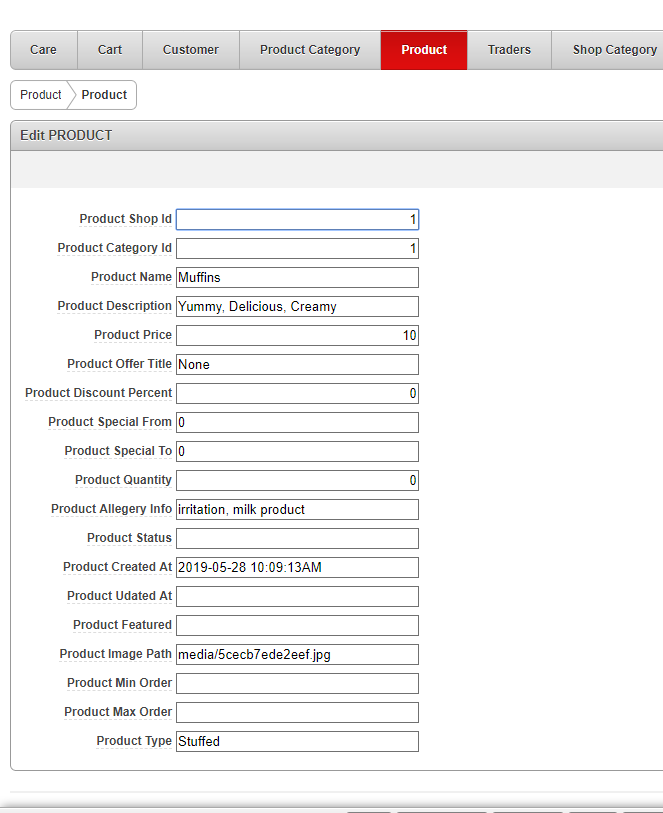 Care Cart Customer Product Category Product Traders Shop Category
Product Product
Edit PRODUCT
Product Shop Id 1
Product Category Id 1
Product Name Muffins
Product Description Yummy, Delicious, Creamy
Product Price 10
Product Offer Title None
Product Discount Percent 0
Product Special From 0
Product Special To 0
Product Quantity 0
Product Allegery Info irritation, milk product
Product Status
Product Created At 2019-05-28 10:09:13AM
Product Udated At
Product Featured
Product Image Path media/5cecb7ede2eef.jpg
Product Min Order
Product Max Order
Product Type Stuffed